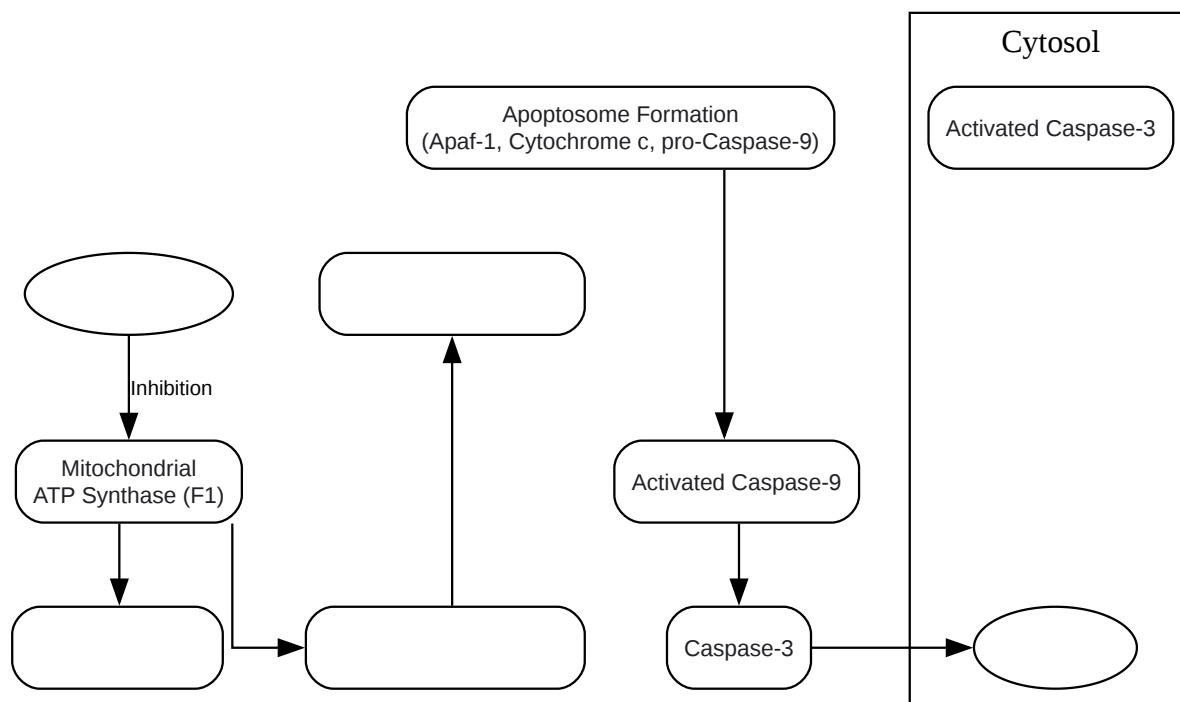 Cytosol
Apoptosome Formation
(Apaf-1, Cytochrome c, pro-Caspase-9)
Activated Caspase-3
Inhibition
Mitochondrial
ATP Synthase (F1)
Activated Caspase-9
Caspase-3